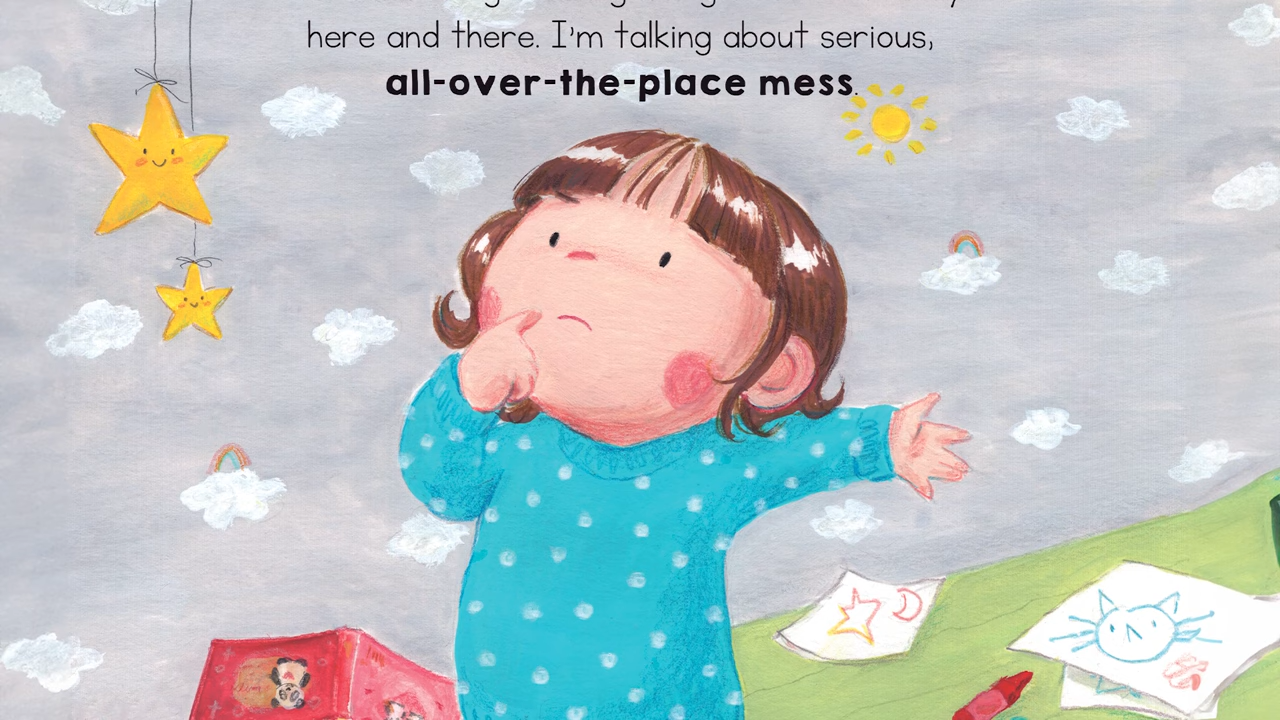 here and there. I'm talking about serious,
all-over-the-place mess.